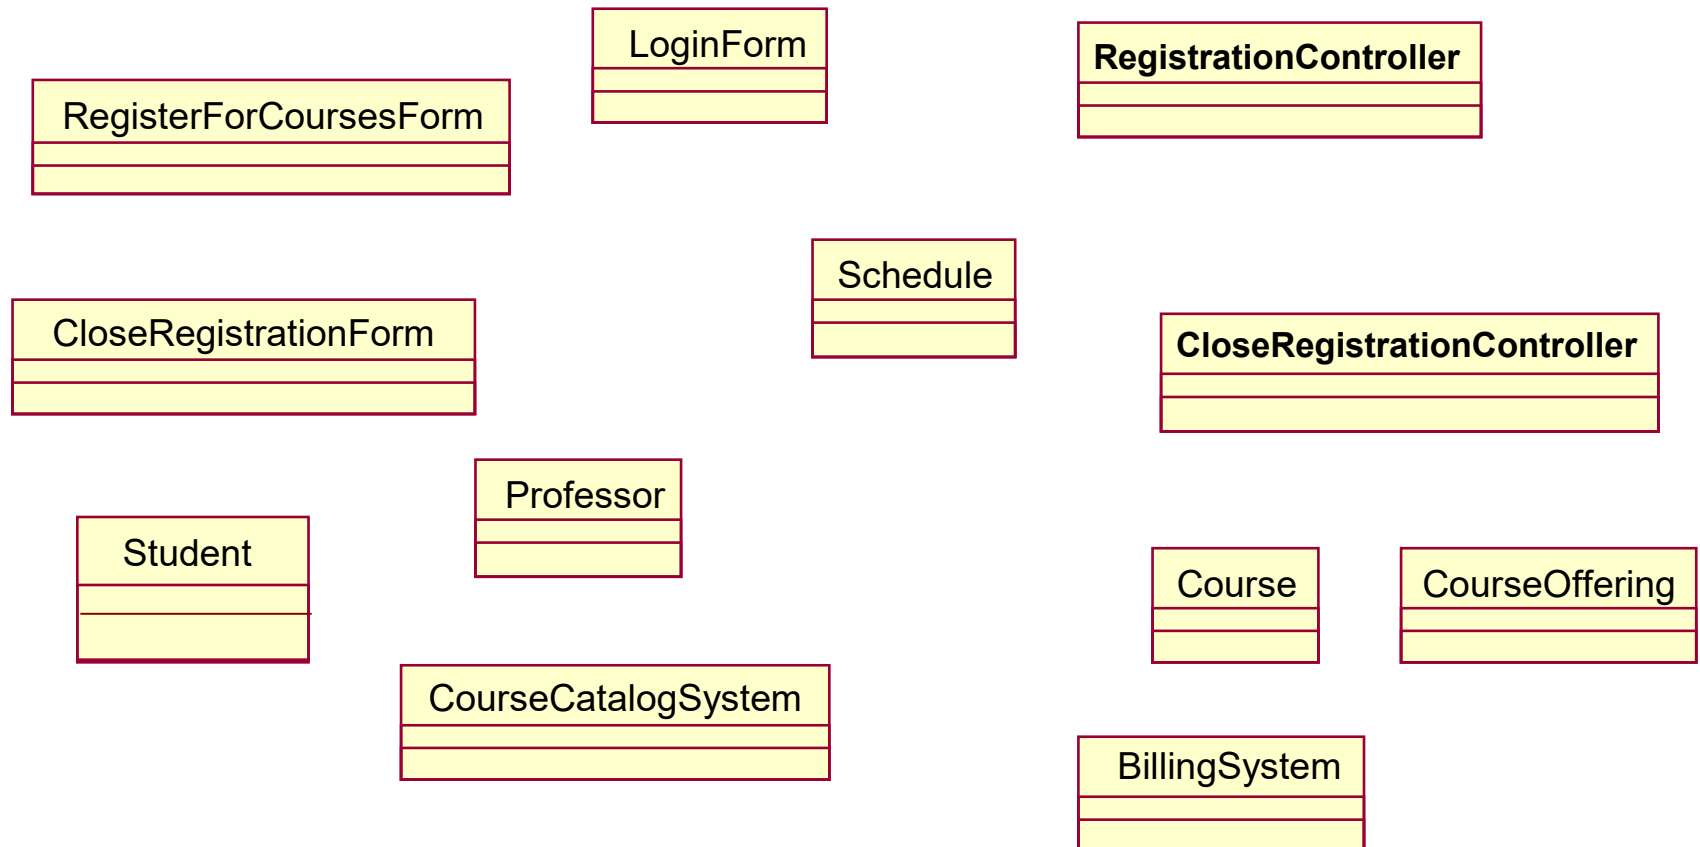 LoginForm
RegistrationController
RegisterForCoursesForm
Schedule
CloseRegistrationForm
CloseRegistrationController
Professor
Student
Course
CourseOffering
CourseCatalogSystem
BillingSystem